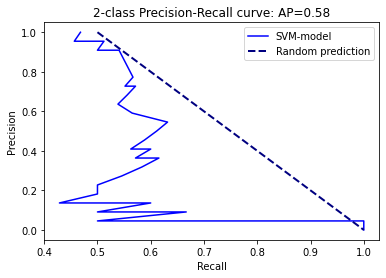 2-class Precision-Recall curve: AP=0.58
SVM-model
Random prediction
Precision
1.0
0.8
0.6
0.4
0.2
0.0
0.4 0.5 0.6 0.7 0.8 0.9 1.0
Recall